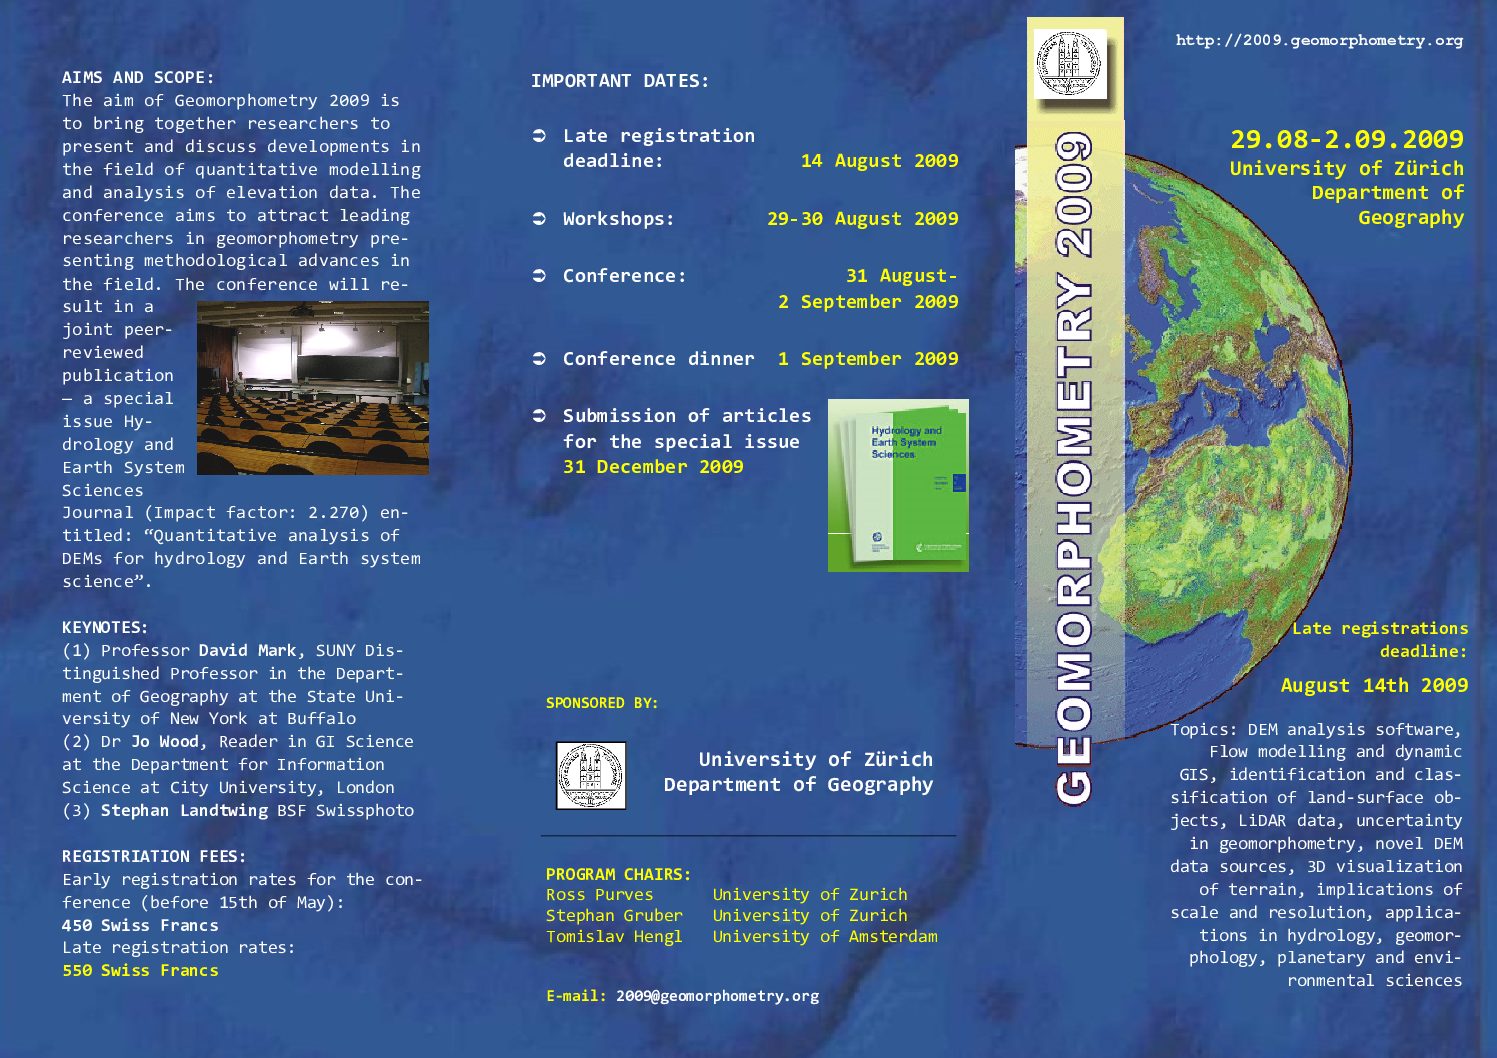 AIMS AND SCOPE:
The aim of Geomorphometry 2009 is
to bring together researchers to
present and discuss developments in
the field of quantitative modelling
and analysis of elevation data. The
conference aims to attract leading
researchers in geomorphometry pre-
senting methodological advances in
the field. The conference will re-
sult in a
joint peer-
reviewed
publication
— a special
issue Hy-
drology and
Earth System
Sciences
Journal (Impact factor: 2.270) en-
titled: “Quantitative analysis of
DEMs for hydrology and Earth system
science”.
KEYNOTES:
(1) Professor David Mark, SUNY Dis-
tinguished Professor in the Depart-
ment of Geography at the State Uni-
versity of New York at Buffalo
(2) Dr Jo Wood, Reader in GI Science
at the Department for Information
Science at City University, London
(3) Stephan Landtwing BSF Swissphoto
REGISTRIATION FEES:
Early registration rates for the con-
ference (before 15th of May):
450 Swiss Francs
Late registration rates:
550 Swiss Francs
IMPORTANT DATES:
Late registration
deadline: 14 August 2009
Workshops: 29-30 August 2009
Conference: 31 August-
2 September 2009
Conference dinner 1 September 2009
Submission of articles
for the special issue
31 December 2009
Hydrology and
Earth System
Sciences
SPONSORED BY:
University of Zürich
Department of Geography
PROGRAM CHAIRS:
Ross Purves University of Zurich
Stephan Gruber University of Zurich
Tomislav Hengl University of Amsterdam
E-mail: 2009@geomorphometry.org
GEOMORPHOMETRY 2009
http://2009.geomorphometry.org
29.08-2.09.2009
University of Zürich
Department of
Geography
Late registrations
deadline:
August 14th 2009
Topics: DEM analysis software,
Flow modelling and dynamic
GIS, identification and clas-
sification of land-surface ob-
jects, LiDAR data, uncertainty
in geomorphometry, novel DEM
data sources, 3D visualization
of terrain, implications of
scale and resolution, applica-
tions in hydrology, geomor-
phology, planetary and envi-
ronmental sciences